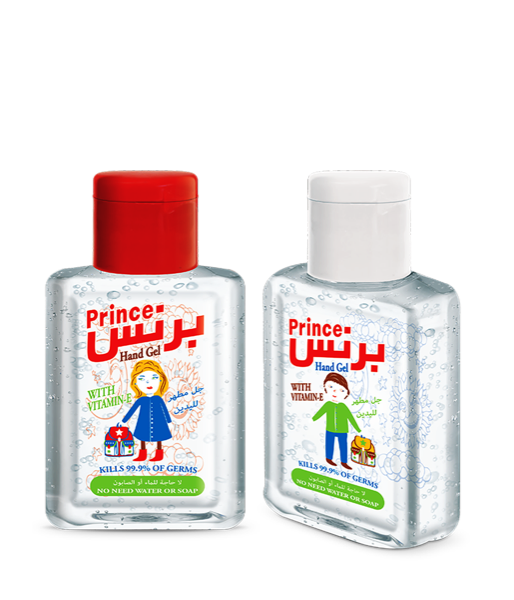 Prince
برنس
Hand Gel
WITH
VITAMIN-E
جل مطهر
لليدين
KILLS 99.9% OF GERMS
لا حاجة للماء أو الصابون
NO NEED WATER OR SOAP
Prince
برنس
Hand Gel
WITH
VITAMIN-E
جل مطهر
لليدين
KILLS 99.9% OF GERMS
لا حاجة للماء أو الصابون
NO NEED WATER OR SOAP